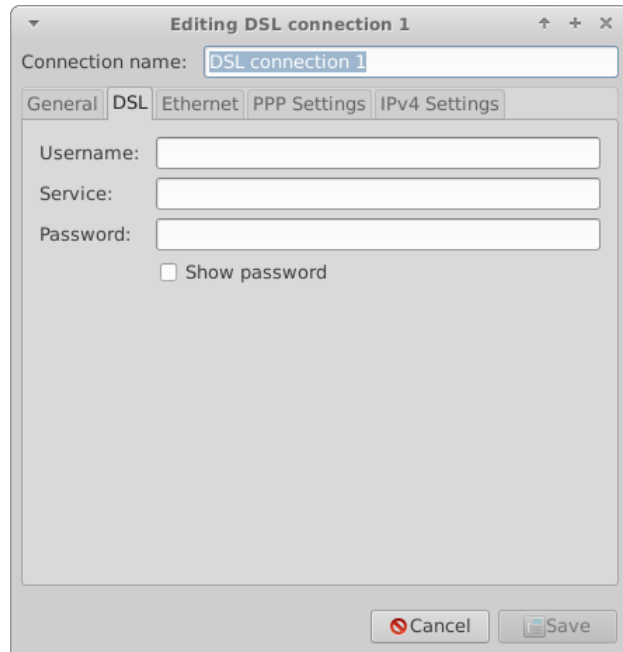 Editing DSL connection 1
Connection name: DSL connection 1
General DSL Ethernet PPP Settings IPv4 Settings
Username:
Service:
Password:
Show password
Cancel Save